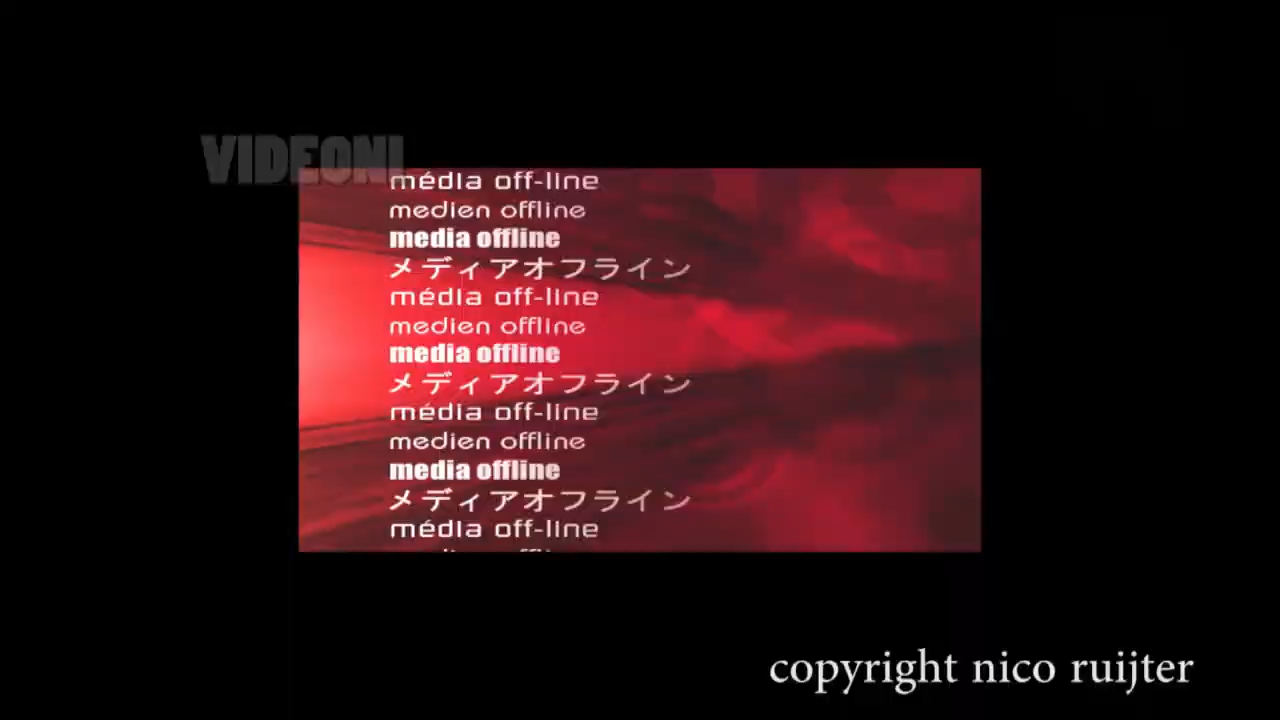 VIDEONI
média off-line
medien offline
media offline
メディアオフライン
média off-line
medien offline
media offline
メディアオフライン
média off-line
medien offline
media offline
メディアオフライン
média off-line
copyright nico ruijter